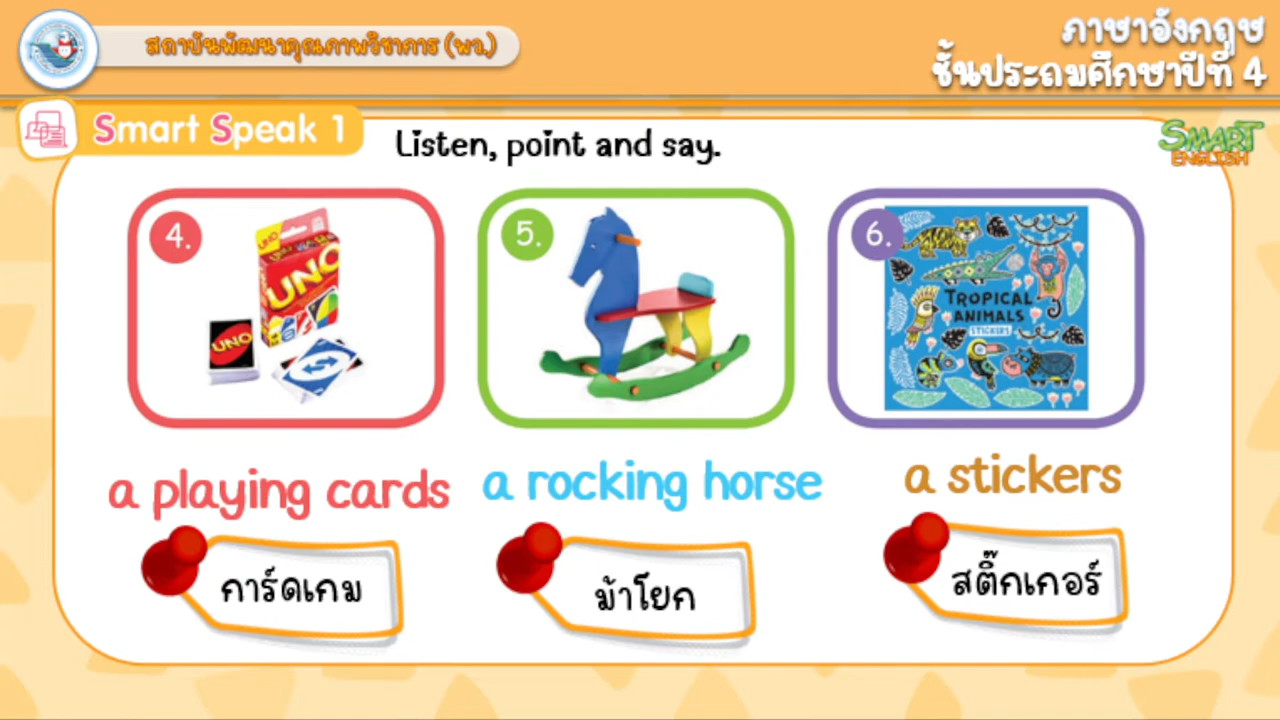 สถาบันพัฒนาคุณภาพวิชาการ (พว.)
ภาษาอังกฤษ
ชั้นประถมศึกษาปีที่ 4
Smart Speak 1
Listen, point and say.
SMART
ENGLISH
4.
UNO
UNO
UNO
5.
6.
TROPICAL
ANIMALS
STICKERS
a playing cards
a rocking horse
a stickers
การ์ดเกม
ม้าโยก
สติ๊กเกอร์